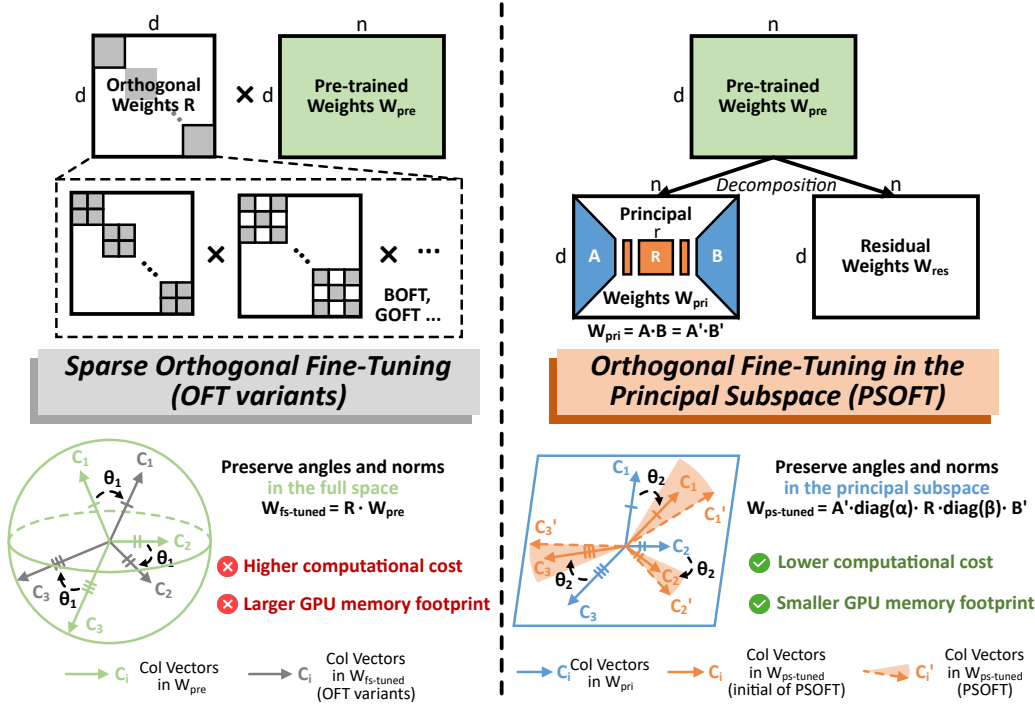 d
n
d
Orthogonal
Weights R
×
d
Pre-trained
Weights W_pre
×
×
...
BOFT,
GOFT ...
Sparse Orthogonal Fine-Tuning
(OFT variants)
C₁
C₁
θ₁
θ₁
C₂
C₂
θ₁
C₃
C₃
Preserve angles and norms
in the full space
W_fs-tuned = R · W_pre
Higher computational cost
Larger GPU memory footprint
C_i
Col Vectors
in W_pre
C_i
Col Vectors
in W_fs-tuned
(OFT variants)
n
d
Pre-trained
Weights W_pre
Decomposition
n
n
d
Principal
r
A
R
B
Weights W_pri
W_pri = A·B = A'·B'
d
Residual
Weights W_res
Orthogonal Fine-Tuning in the
Principal Subspace (PSOFT)
C₁
θ₂
C₁
C₁'
C₃'
C₃
C₂
θ₂
C₂
θ₂
C₂'
C₃
Preserve angles and norms
in the principal subspace
W_ps-tuned = A'·diag(α)· R ·diag(β)· B'
Lower computational cost
Smaller GPU memory footprint
C_i
Col Vectors
in W_pri
C_i
Col Vectors
in W_ps-tuned
(initial of PSOFT)
C_i'
Col Vectors
in W_ps-tuned
(PSOFT)